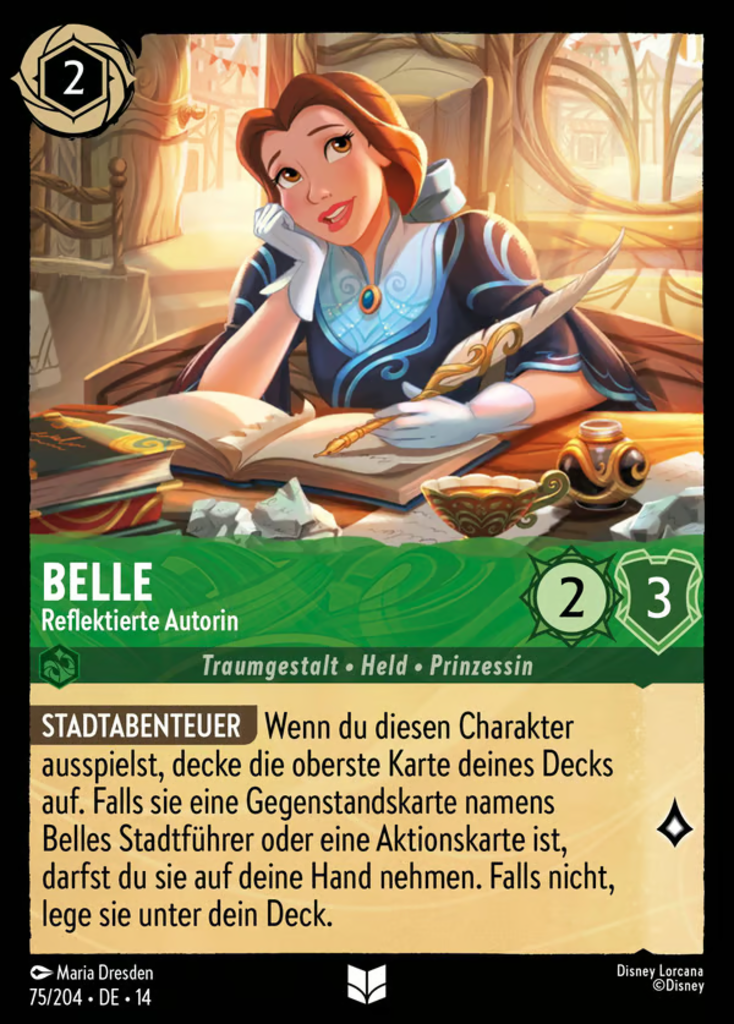 2
BELLE
Reflektierte Autorin
2
3
Traumgestalt • Held • Prinzessin
STADTABENTEUER Wenn du diesen Charakter
ausspielst, decke die oberste Karte deines Decks
auf. Falls sie eine Gegenstandskarte namens
Belles Stadtführer oder eine Aktionskarte ist,
darfst du sie auf deine Hand nehmen. Falls nicht,
lege sie unter dein Deck.
Maria Dresden
75/204 • DE • 14
Disney Lorcana
©Disney